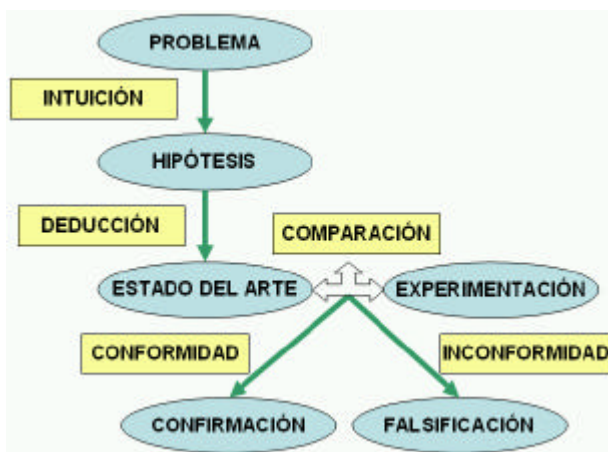 PROBLEMA
INTUICIÓN
HIPÓTESIS
DEDUCCIÓN
COMPARACIÓN
ESTADO DEL ARTE
EXPERIMENTACIÓN
CONFORMIDAD
INCONFORMIDAD
CONFIRMACIÓN
FALSIFICACIÓN